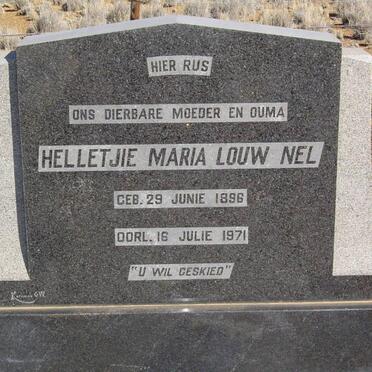 HIER RUS
ONS DIERBARE MOEDER EN OUMA
HELLETJIE MARIA LOUW NEL
GEB. 29 JUNIE 1896
OORL. 16 JULIE 1971
"U WIL GESKIED"